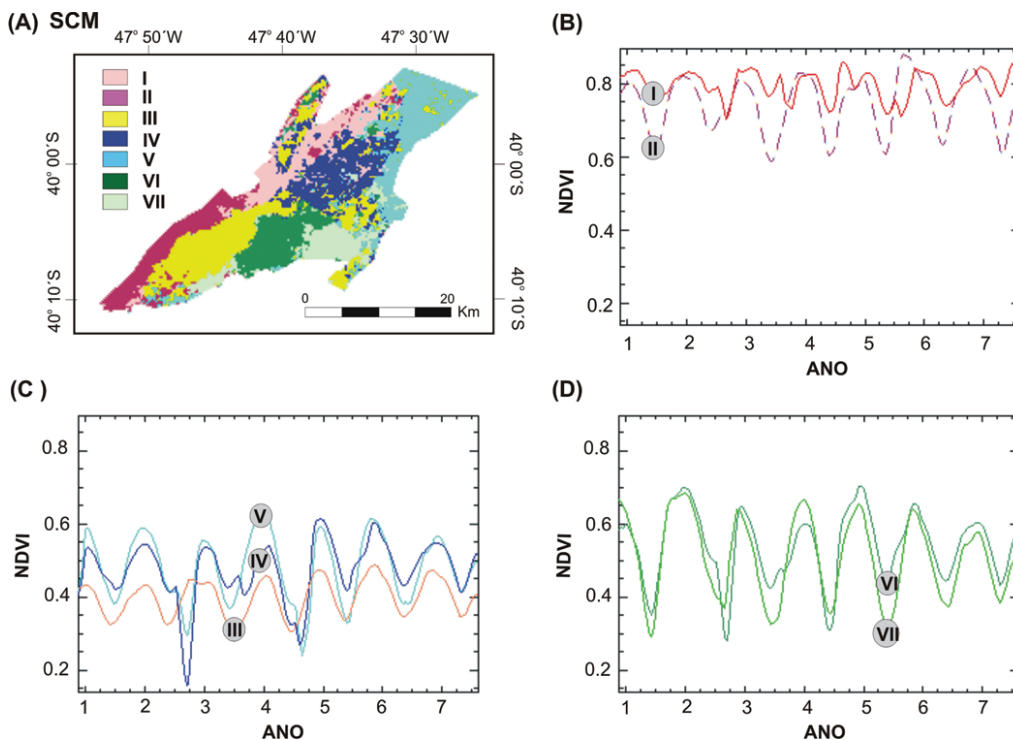 (A) SCM
47° 50´W 47° 40´W 47° 30´W
I
II
III
IV
V
VI
VII
40° 00´S
40° 10´S
40° 00´S
40° 10´S
0 20
Km
(B)
NDVI
0.8
0.6
0.4
0.2
I
II
1 2 3 4 5 6 7
ANO
(C )
NDVI
0.8
0.6
0.4
0.2
V
IV
III
1 2 3 4 5 6 7
ANO
(D)
NDVI
0.8
0.6
0.4
0.2
VI
VII
1 2 3 4 5 6 7
ANO